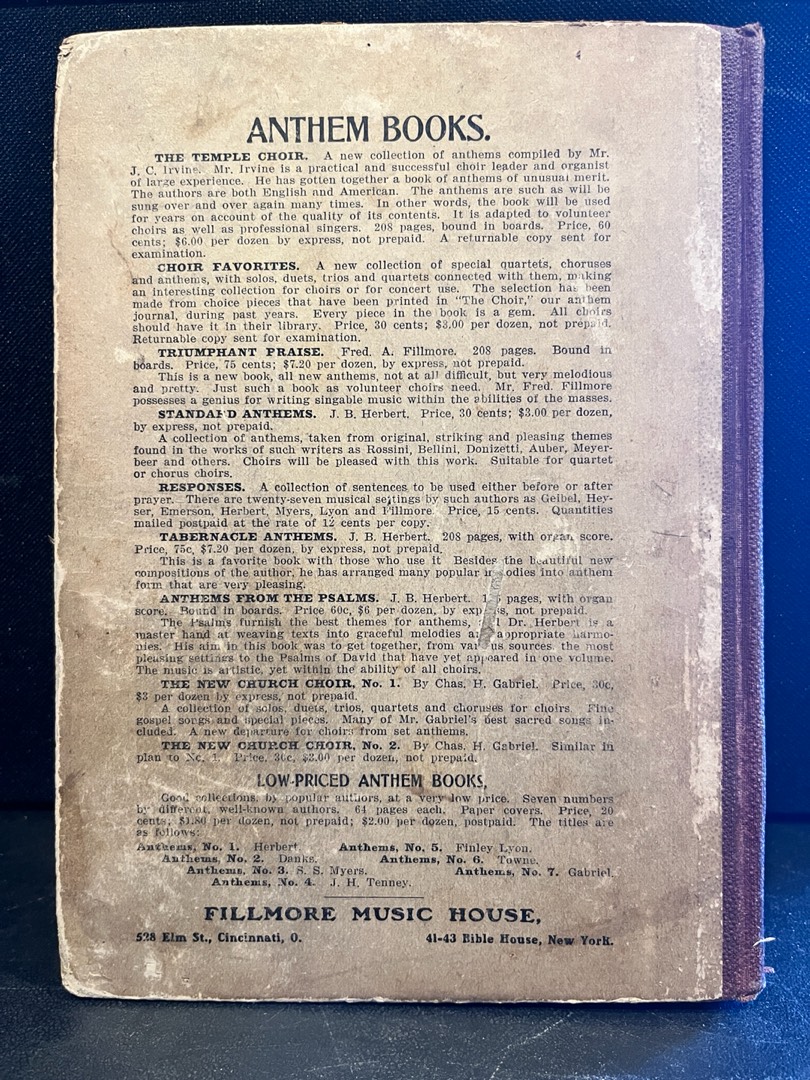 ANTHEM BOOKS.
THE TEMPLE CHOIR. A new collection of anthems compiled by Mr.
J. C. Irvine. Mr. Irvine is a practical and successful choir leader and organist
of large experience. He has gotten together a book of anthems of unusual merit.
The authors are both English and American. The anthems are such as will be
sung over and over again many times. In other words, the book will be used
for years on account of the quality of its contents. It is adapted to volunteer
choirs as well as professional singers. 208 pages, bound in boards. Price, 60
cents; $6.00 per dozen by express, not prepaid. A returnable copy sent for
examination.
CHOIR FAVORITES. A new collection of special quartets, choruses
and anthems, with solos, duets, trios and quartets connected with them, making
an interesting collection for choirs or for concert use. The selection has been
made from choice pieces that have been printed in "The Choir," our anthem
journal, during past years. Every piece in the book is a gem. All choirs
should have it in their library. Price, 30 cents; $3.00 per dozen, not prepaid.
Returnable copy sent for examination.
TRIUMPHANT PRAISE. Fred. A. Fillmore. 208 pages. Bound in
boards. Price, 75 cents; $7.20 per dozen, by express, not prepaid.
This is a new book, all new anthems, not at all difficult, but very melodious
and pretty. Just such a book as volunteer choirs need. Mr. Fred. Fillmore
possesses a genius for writing singable music within the abilities of the masses.
STANDARD ANTHEMS. J. B. Herbert. Price, 30 cents; $3.00 per dozen,
by express, not prepaid.
A collection of anthems, taken from original, striking and pleasing themes
found in the works of such writers as Rossini, Bellini, Donizetti, Auber, Meyer-
beer and others. Choirs will be pleased with this work. Suitable for quartet
or chorus choirs.
RESPONSES. A collection of sentences to be used either before or after
prayer. There are twenty-seven musical settings by such authors as Geibel, Hey-
ser, Emerson, Herbert, Myers, Lyon and Fillmore. Price, 15 cents. Quantities
mailed postpaid at the rate of 12 cents per copy.
TABERNACLE ANTHEMS. J. B. Herbert. 208 pages, with organ score.
Price, 75c, $7.20 per dozen, by express, not prepaid.
This is a favorite book with those who use it Besides the beautiful new
compositions of the author, he has arranged many popular melodies into anthem
form that are very pleasing.
ANTHEMS FROM THE PSALMS. J. B. Herbert. pages, with organ
score. Bound in boards. Price 60c, $6 per dozen, by express, not prepaid.
The Psalms furnish the best themes for anthems, Dr. Herbert is a
master hand at weaving texts into graceful melodies appropriate harmo-
nies. His aim in this book was to get together, from various sources, the most
pleasing settings to the Psalms of David that have yet appeared in one volume.
The music is artistic, yet within the ability of all choirs.
THE NEW CHURCH CHOIR, No. 1. By Chas. H. Gabriel. Price, 30c,
$3 per dozen by express, not prepaid.
A collection of solos, duets, trios, quartets and choruses for choirs. Fine
gospel songs and special pieces. Many of Mr. Gabriel's best sacred songs in-
cluded. A new departure for choirs from set anthems.
THE NEW CHURCH CHOIR, No. 2. By Chas. H. Gabriel. Similar in
plan to No. 1. Price, 30c, $3.00 per dozen, not prepaid.
LOW-PRICED ANTHEM BOOKS.
Good collections, by popular authors, at a very low price. Seven numbers
by different, well-known authors, 64 pages each. Paper covers. Price, 20
cents; $1.80 per dozen, not prepaid; $2.00 per dozen, postpaid. The titles are
as follows:
Anthems, No. 1. Herbert. Anthems, No. 5. Finley Lyon.
Anthems, No. 2. Danks. Anthems, No. 6. Towne.
Anthems, No. 3. S. S. Myers. Anthems, No. 7. Gabriel.
Anthems, No. 4. J. H. Tenney.
FILLMORE MUSIC HOUSE,
528 Elm St., Cincinnati, O. 41-43 Bible House, New York.